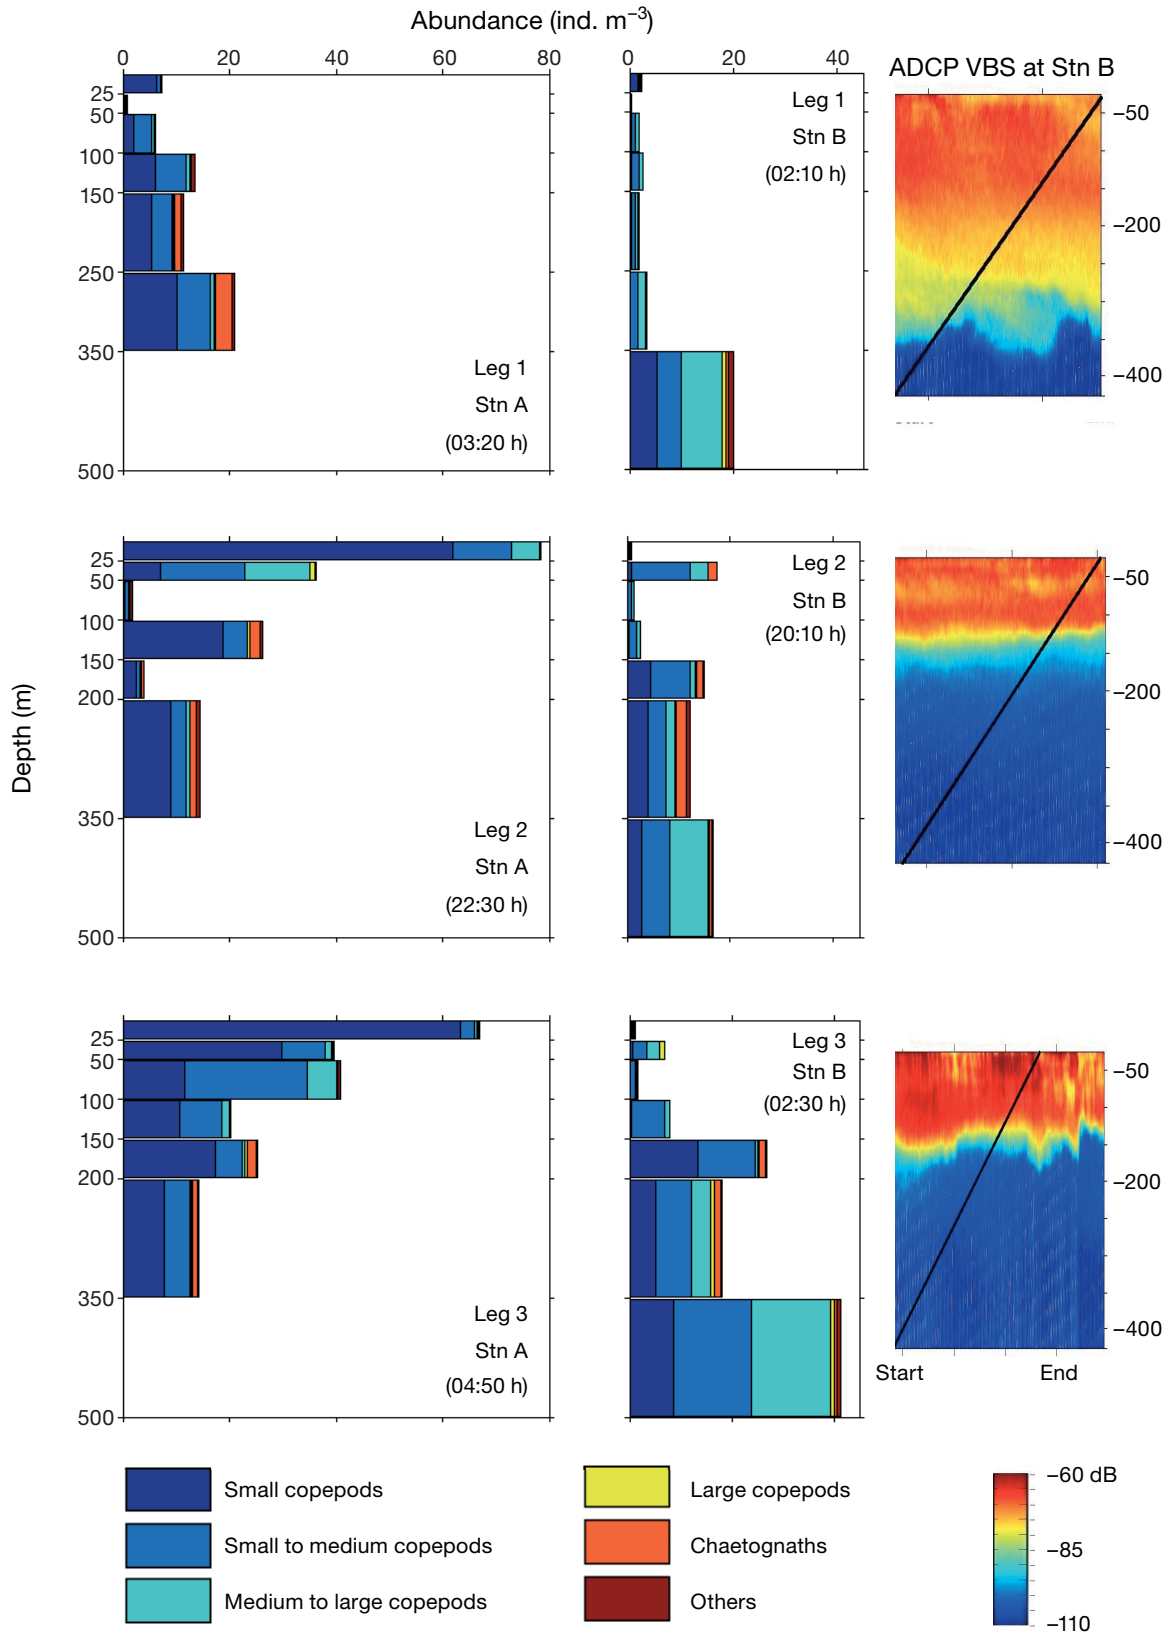 Abundance (ind. m−3)
0 20 40 60 80
0 20 40
ADCP VBS at Stn B
25
50
100
150
250
350
500
Leg 1
Stn A
(03:20 h)
Leg 1
Stn B
(02:10 h)
−50
−200
−400
Depth (m)
25
50
100
150
200
350
500
Leg 2
Stn A
(22:30 h)
Leg 2
Stn B
(20:10 h)
−50
−200
−400
25
50
100
150
200
350
500
Leg 3
Stn A
(04:50 h)
Leg 3
Stn B
(02:30 h)
−50
−200
−400
Start End
Small copepods
Small to medium copepods
Medium to large copepods
Large copepods
Chaetognaths
Others
−60 dB
−85
−110